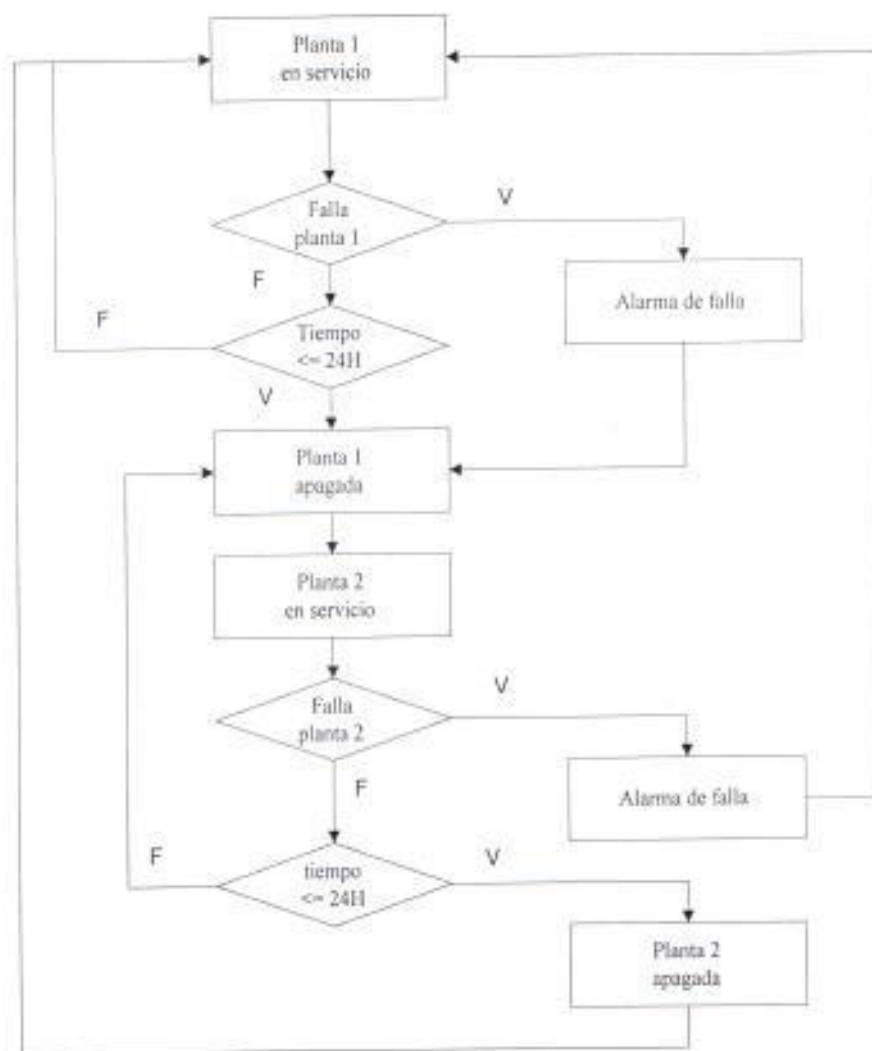 Planta 1
en servicio
V
Falla
planta 1
F
Alarma de falla
F
Tiempo
<= 24H
V
Planta 1
apagada
Planta 2
en servicio
V
Falla
planta 2
F
Alarma de falla
F
V
tiempo
<= 24H
Planta 2
apagada